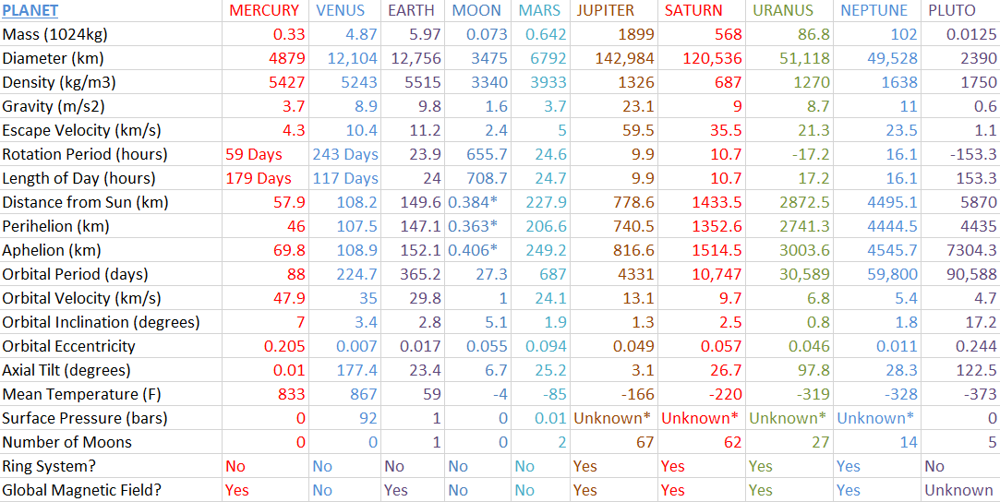 PLANET MERCURY VENUS EARTH MOON MARS JUPITER SATURN URANUS NEPTUNE PLUTO
Mass (1024kg) 0.33 4.87 5.97 0.073 0.642 1899 568 86.8 102 0.0125
Diameter (km) 4879 12,104 12,756 3475 6792 142,984 120,536 51,118 49,528 2390
Density (kg/m3) 5427 5243 5515 3340 3933 1326 687 1270 1638 1750
Gravity (m/s2) 3.7 8.9 9.8 1.6 3.7 23.1 9 8.7 11 0.6
Escape Velocity (km/s) 4.3 10.4 11.2 2.4 5 59.5 35.5 21.3 23.5 1.1
Rotation Period (hours) 59 Days 243 Days 23.9 655.7 24.6 9.9 10.7 -17.2 16.1 -153.3
Length of Day (hours) 179 Days 117 Days 24 708.7 24.7 9.9 10.7 17.2 16.1 153.3
Distance from Sun (km) 57.9 108.2 149.6 0.384* 227.9 778.6 1433.5 2872.5 4495.1 5870
Perihelion (km) 46 107.5 147.1 0.363* 206.6 740.5 1352.6 2741.3 4444.5 4435
Aphelion (km) 69.8 108.9 152.1 0.406* 249.2 816.6 1514.5 3003.6 4545.7 7304.3
Orbital Period (days) 88 224.7 365.2 27.3 687 4331 10,747 30,589 59,800 90,588
Orbital Velocity (km/s) 47.9 35 29.8 1 24.1 13.1 9.7 6.8 5.4 4.7
Orbital Inclination (degrees) 7 3.4 2.8 5.1 1.9 1.3 2.5 0.8 1.8 17.2
Orbital Eccentricity 0.205 0.007 0.017 0.055 0.094 0.049 0.057 0.046 0.011 0.244
Axial Tilt (degrees) 0.01 177.4 23.4 6.7 25.2 3.1 26.7 97.8 28.3 122.5
Mean Temperature (F) 833 867 59 -4 -85 -166 -220 -319 -328 -373
Surface Pressure (bars) 0 92 1 0 0.01 Unknown* Unknown* Unknown* Unknown* 0
Number of Moons 0 0 1 0 2 67 62 27 14 5
Ring System? No No No No No Yes Yes Yes Yes No
Global Magnetic Field? Yes No Yes No No Yes Yes Yes Yes Unknown